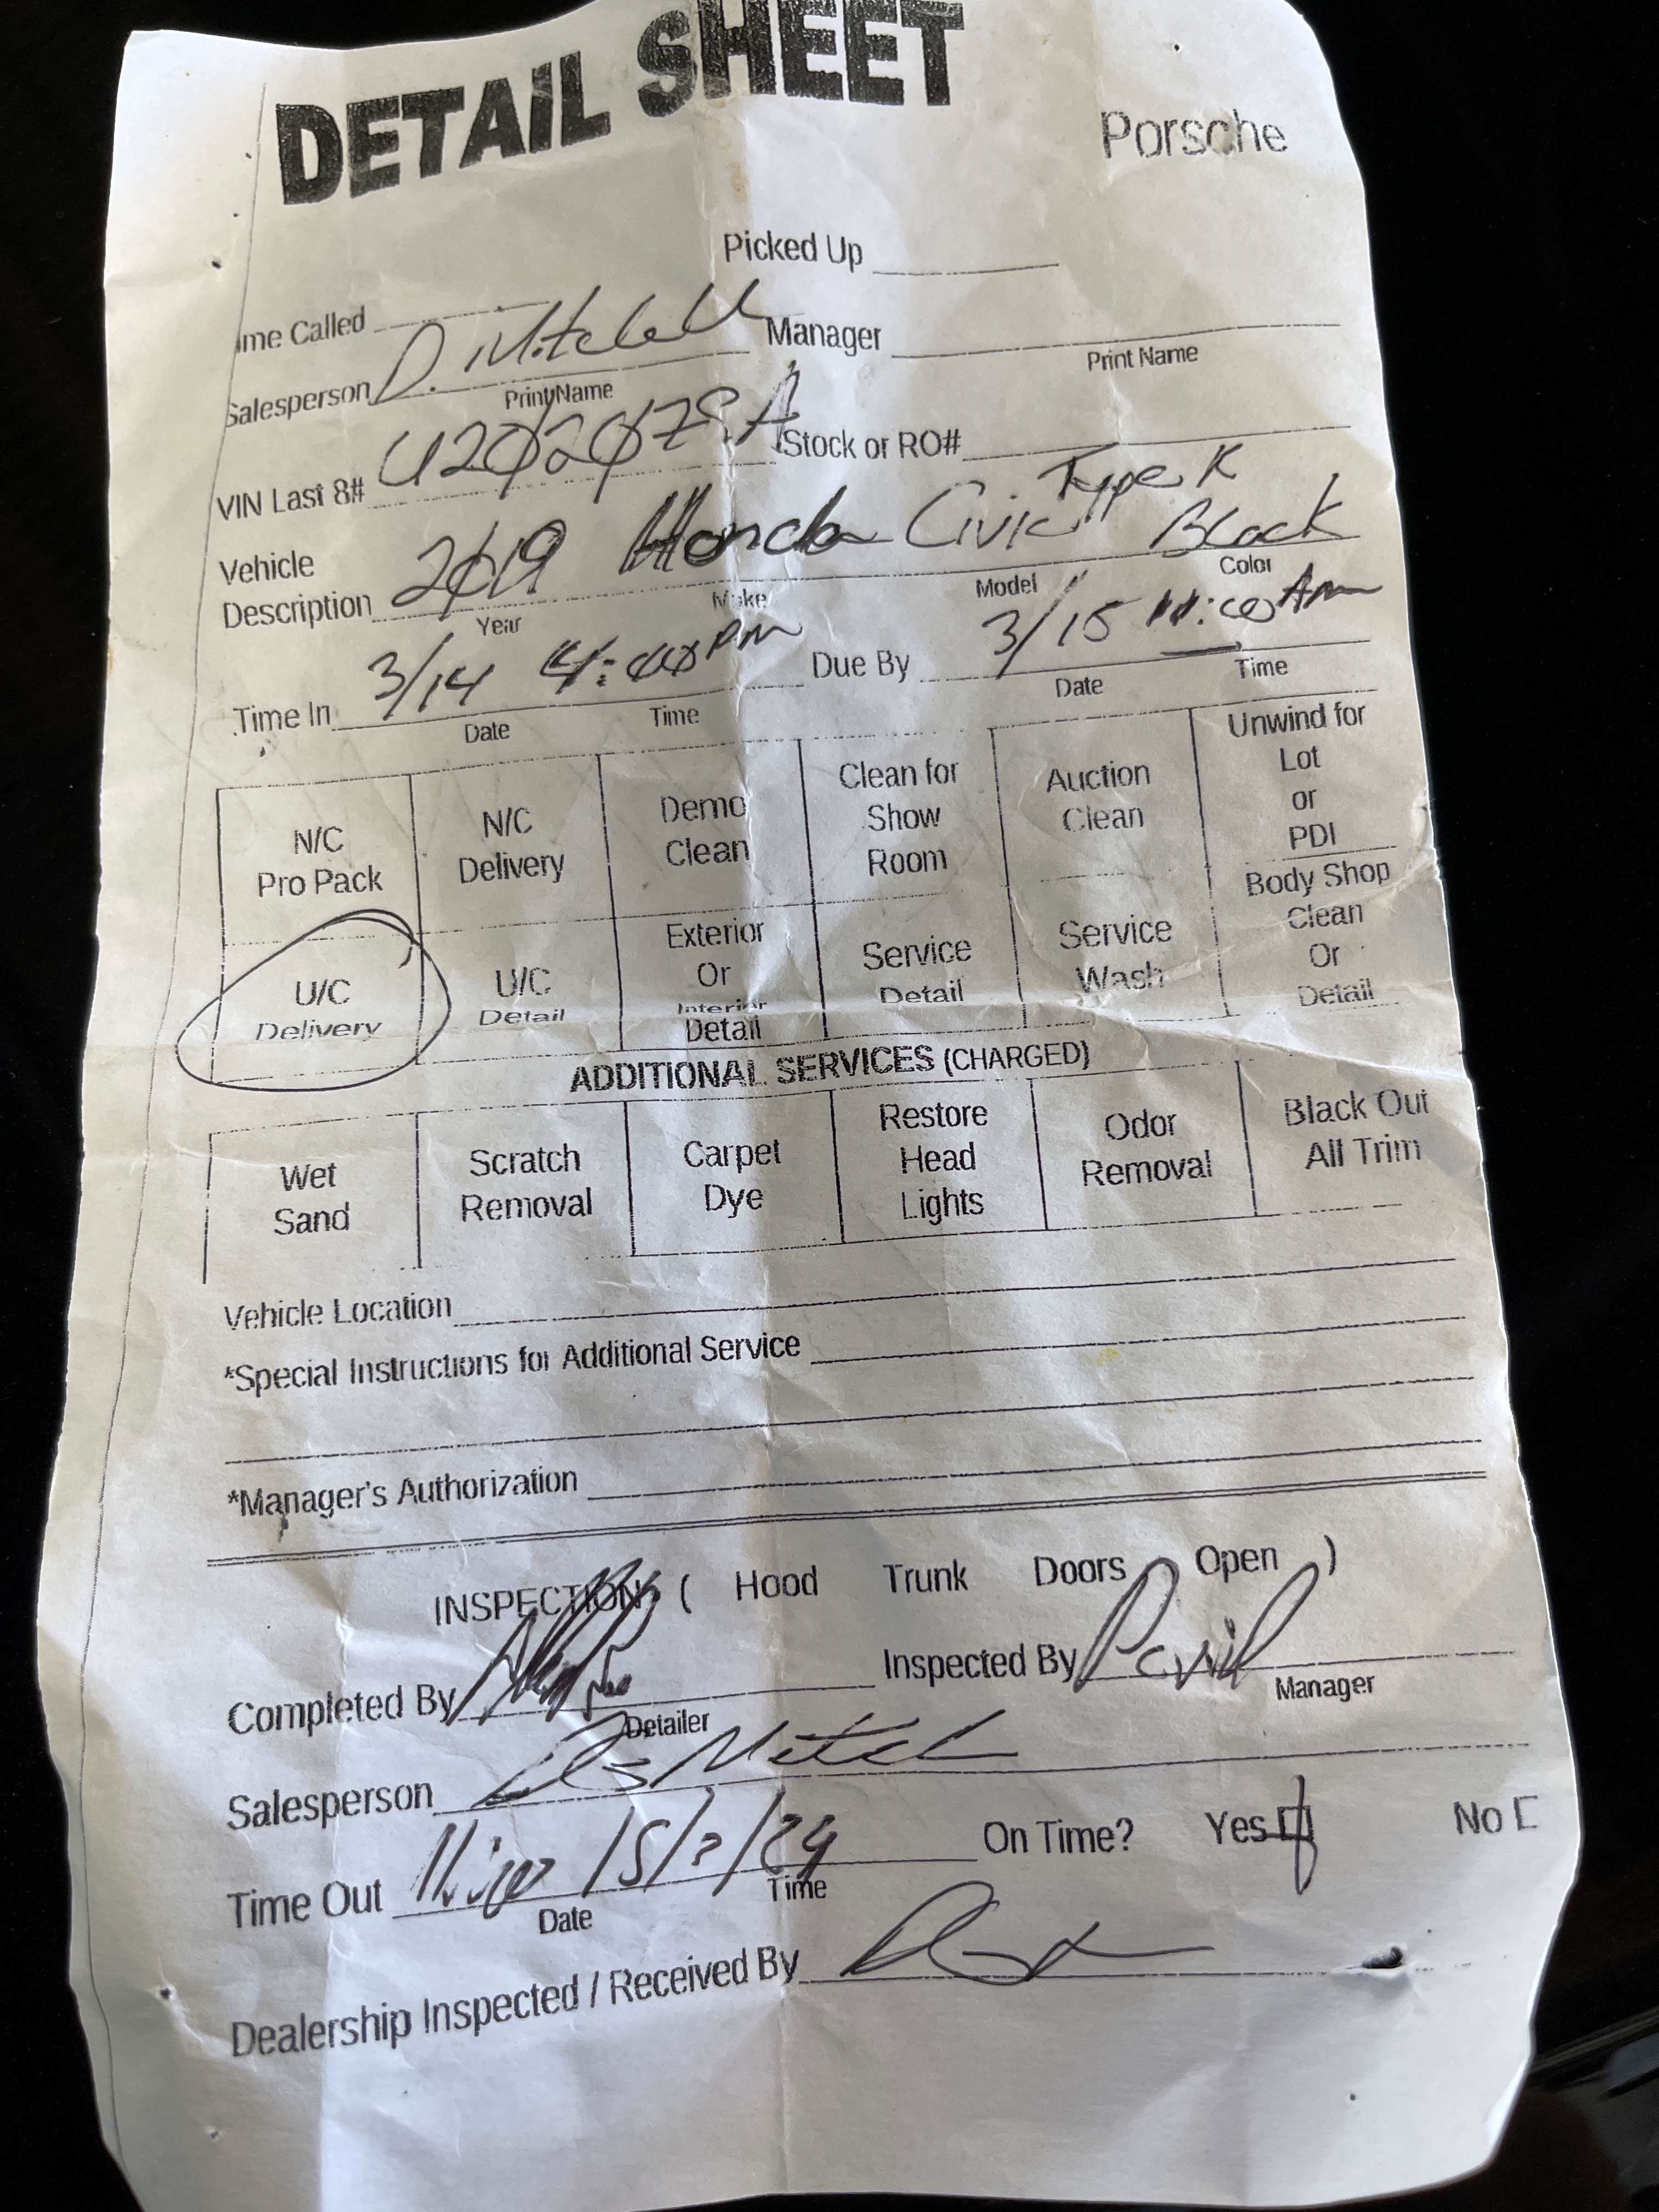 DETAIL SHEET
Porsche
Picked Up
ime Called
Salesperson D. Mitchell Manager
Print Name Print Name
VIN Last 8# U202078A Stock or RO#
Type R
Vehicle Description 2019 Honda Civic Black
Year Make Model Color
Time In 3/14 4:00 PM Due By 3/15 11:00 Am
Date Time Date Time
N/C Pro Pack
N/C Delivery
Demo Clean
Clean for Show Room
Auction Clean
Unwind for Lot or PDI
U/C Delivery
U/C Detail
Exterior Or Interior Detail
Service Detail
Service Wash
Body Shop Clean Or Detail
ADDITIONAL SERVICES (CHARGED)
Wet Sand
Scratch Removal
Carpet Dye
Restore Head Lights
Odor Removal
Black Out All Trim
Vehicle Location
*Special Instructions for Additional Service
*Manager's Authorization
INSPECTION ( Hood Trunk Doors Open )
Completed By Inspected By
Detailer Manager
Salesperson
Time Out 15/3/24 On Time? Yes No
Date Time
Dealership Inspected / Received By